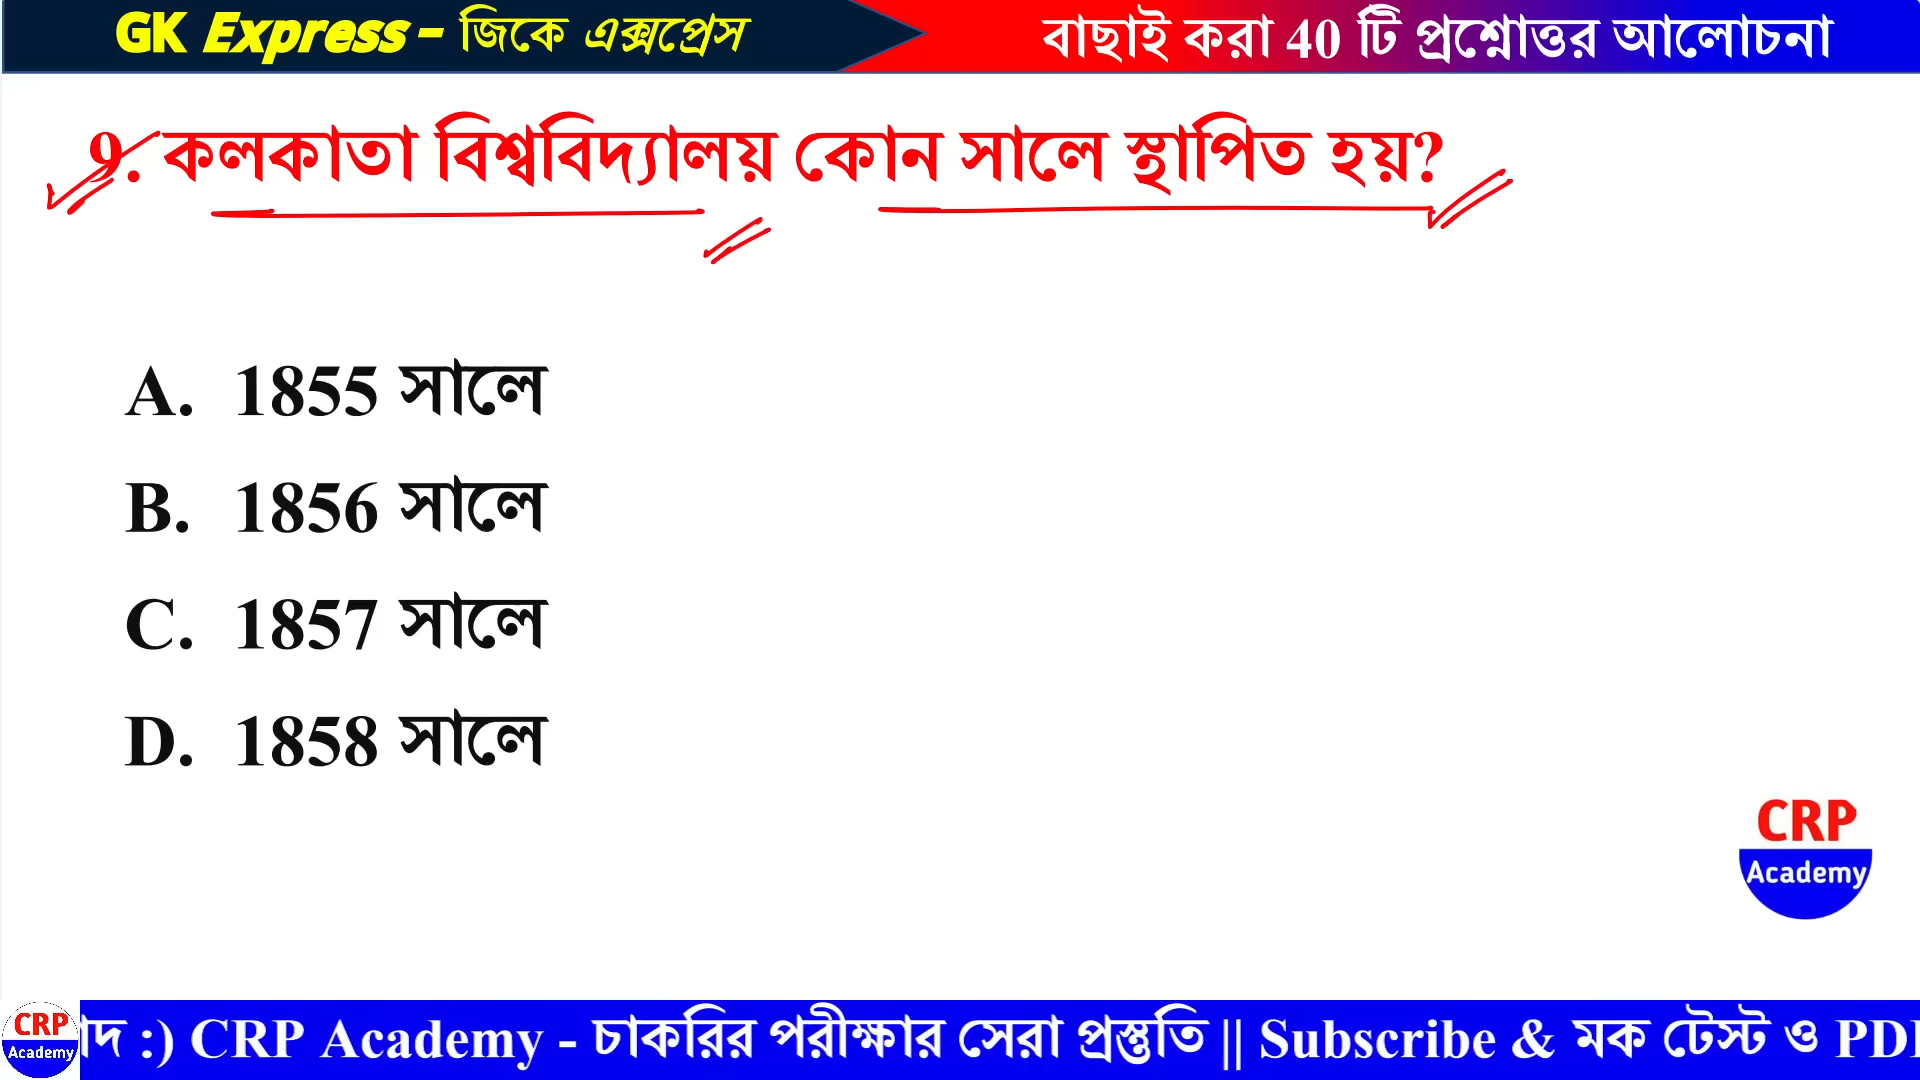 GK Express – জিকে এক্সপ্রেস
বাছাই করা 40 টি প্রশ্নোত্তর আলোচনা
9. কলকাতা বিশ্ববিদ্যালয় কোন সালে স্থাপিত হয়?
A. 1855 সালে
B. 1856 সালে
C. 1857 সালে
D. 1858 সালে
CRP
Academy
CRP
Academy
:) CRP Academy - চাকরির পরীক্ষার সেরা প্রস্তুতি || Subscribe & মক টেস্ট ও